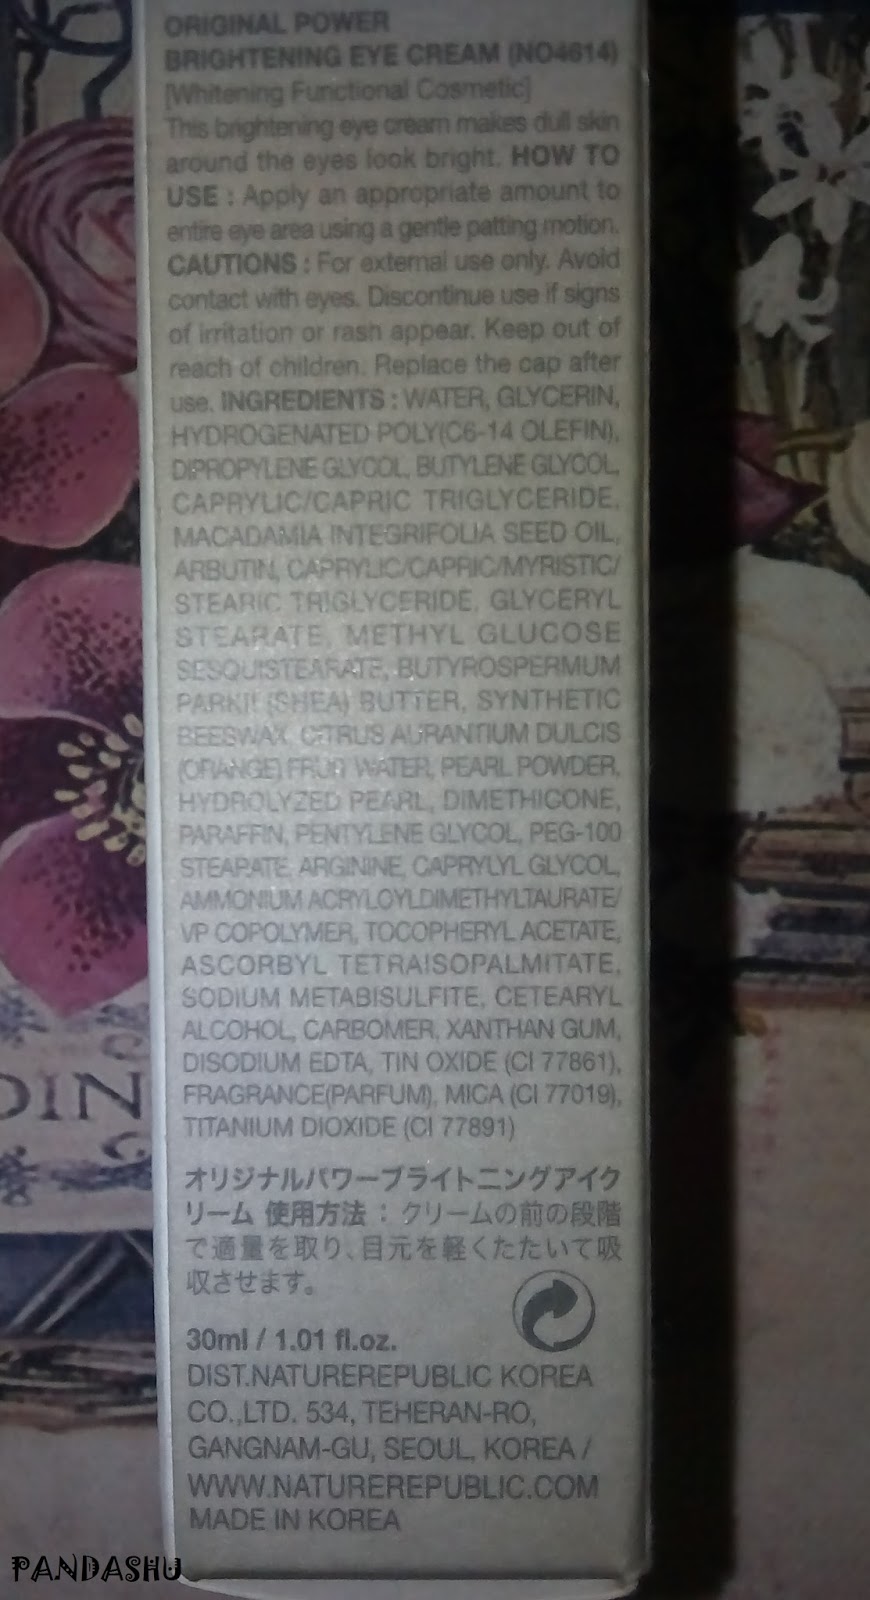 ORIGINAL POWER
BRIGHTENING EYE CREAM (NO4614)
[Whitening Functional Cosmetic]
This brightening eye cream makes dull skin
around the eyes look bright. HOW TO
USE : Apply an appropriate amount to
entire eye area using a gentle patting motion.
CAUTIONS : For external use only. Avoid
contact with eyes. Discontinue use if signs
of irritation or rash appear. Keep out of
reach of children. Replace the cap after
use. INGREDIENTS : WATER, GLYCERIN,
HYDROGENATED POLY(C6-14 OLEFIN),
DIPROPYLENE GLYCOL, BUTYLENE GLYCOL,
CAPRYLIC/CAPRIC TRIGLYCERIDE,
MACADAMIA INTEGRIFOLIA SEED OIL,
ARBUTIN, CAPRYLIC/CAPRIC/MYRISTIC/
STEARIC TRIGLYCERIDE, GLYCERYL
STEARATE, METHYL GLUCOSE
SESQUISTEARATE, BUTYROSPERMUM
PARKII (SHEA) BUTTER, SYNTHETIC
BEESWAX, CITRUS AURANTIUM DULCIS
(ORANGE) FRUIT WATER, PEARL POWDER,
HYDROLYZED PEARL, DIMETHICONE,
PARAFFIN, PENTYLENE GLYCOL, PEG-100
STEARATE, ARGININE, CAPRYLYL GLYCOL,
AMMONIUM ACRYLOYLDIMETHYLTAURATE/
VP COPOLYMER, TOCOPHERYL ACETATE,
ASCORBYL TETRAISOPALMITATE,
SODIUM METABISULFITE, CETEARYL
ALCOHOL, CARBOMER, XANTHAN GUM,
DISODIUM EDTA, TIN OXIDE (CI 77861),
FRAGRANCE(PARFUM), MICA (CI 77019),
TITANIUM DIOXIDE (CI 77891)
オリジナルパワーブライトニングアイク
リーム 使用方法 : クリームの前の段階
で適量を取り、目元を軽くたたいて吸
収させます。
30ml / 1.01 fl.oz.
DIST.NATUREREPUBLIC KOREA
CO.,LTD. 534, TEHERAN-RO,
GANGNAM-GU, SEOUL, KOREA /
WWW.NATUREREPUBLIC.COM
MADE IN KOREA
DIN
PANDASHU